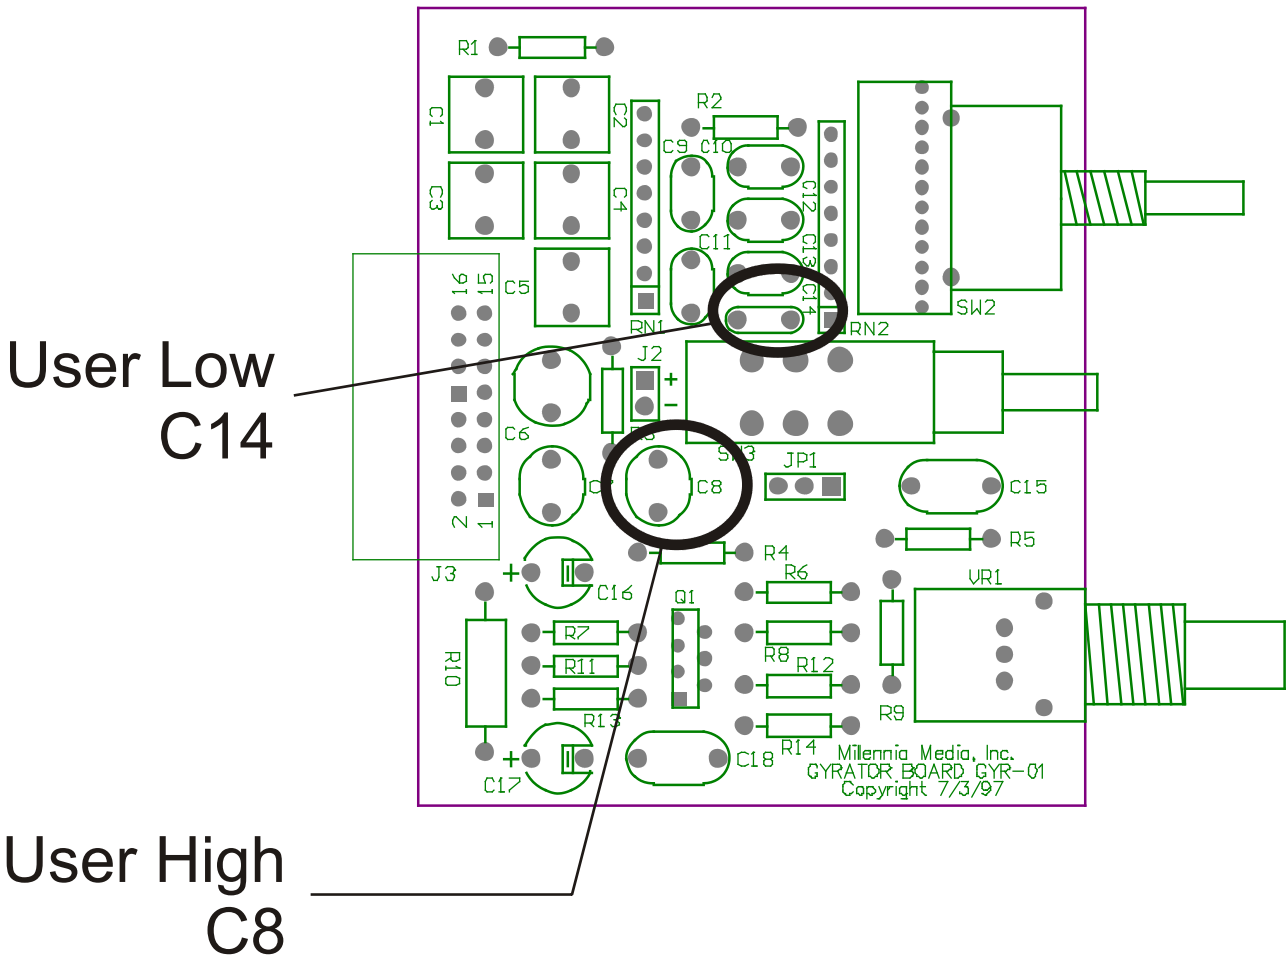 R1
C1
C2
R2
C9 C10
C3
C4
C12
C11
C13
16
15
C5
C14
SW2
RN1
RN2
User Low
C14
J2
+
-
C6
SW3
JP1
C8
C15
2
1
R4
R5
J3
+
C16
R6
VR1
Q1
R7
R8
R10
R11
R12
R13
R9
R14
+
C17
C18
Millennia Media, Inc.
GYRATOR BOARD GYR-01
Copyright 7/3/97
User High
C8